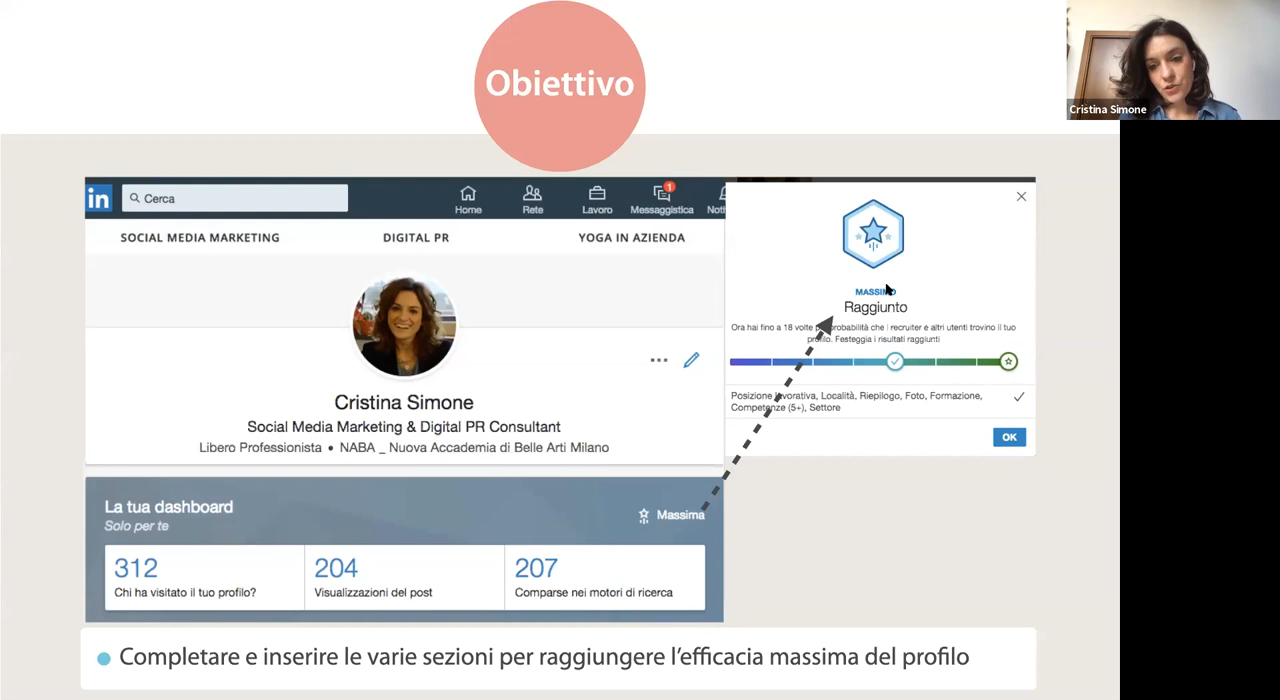 Obiettivo
Cristina Simone
in
Cerca
Home
Rete
Lavoro
1
Messaggistica
Noti
SOCIAL MEDIA MARKETING
DIGITAL PR
YOGA IN AZIENDA
Cristina Simone
Social Media Marketing & Digital PR Consultant
Libero Professionista • NABA _ Nuova Accademia di Belle Arti Milano
La tua dashboard
Solo per te
Massima
312
Chi ha visitato il tuo profilo?
204
Visualizzazioni del post
207
Comparse nei motori di ricerca
MASSIMO
Raggiunto
Ora hai fino a 18 volte probabilità che i recruiter e altri utenti trovino il tuo
profilo. Festeggia i risultati raggiunti
Posizione lavorativa, Località, Riepilogo, Foto, Formazione,
Competenze (5+), Settore
OK
Completare e inserire le varie sezioni per raggiungere l'efficacia massima del profilo